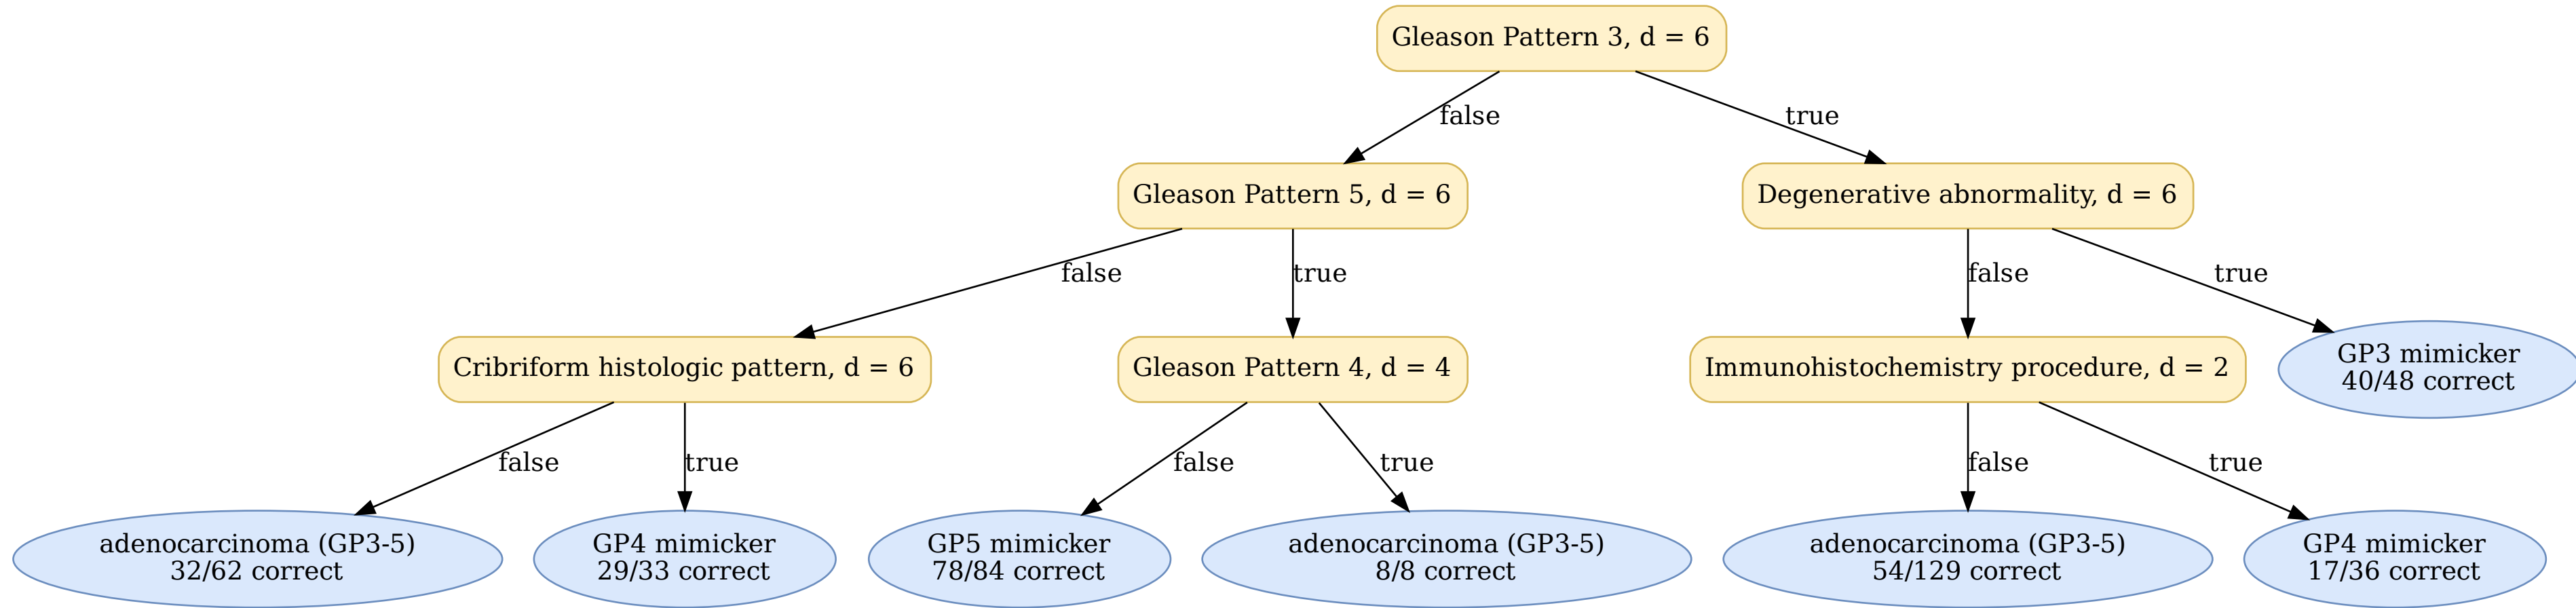 Gleason Pattern 3, d = 6
false
true
Gleason Pattern 5, d = 6
Degenerative abnormality, d = 6
false
true
false
true
Cribriform histologic pattern, d = 6
Gleason Pattern 4, d = 4
Immunohistochemistry procedure, d = 2
GP3 mimicker
40/48 correct
false
true
false
true
false
true
adenocarcinoma (GP3-5)
32/62 correct
GP4 mimicker
29/33 correct
GP5 mimicker
78/84 correct
adenocarcinoma (GP3-5)
8/8 correct
adenocarcinoma (GP3-5)
54/129 correct
GP4 mimicker
17/36 correct